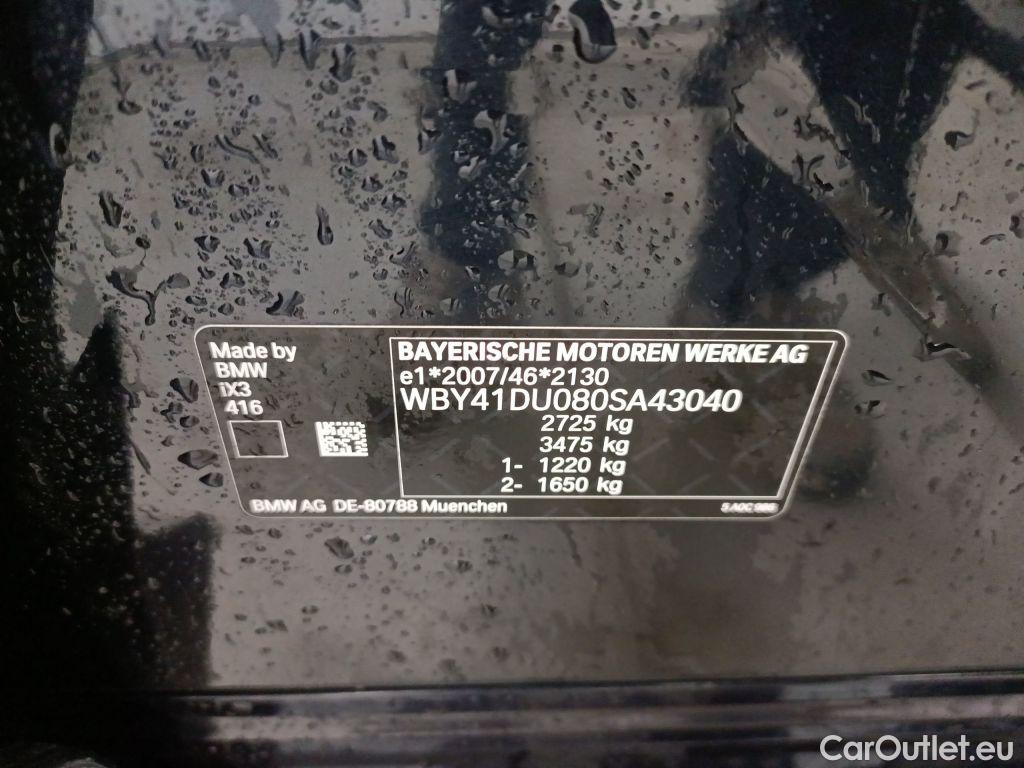 Made by
BMW
iX3
416
BAYERISCHE MOTOREN WERKE AG
e1*2007/46*2130
WBY41DU080SA43040
2725 kg
3475 kg
1- 1220 kg
2- 1650 kg
BMW AG DE-80788 Muenchen
CarOutlet.eu